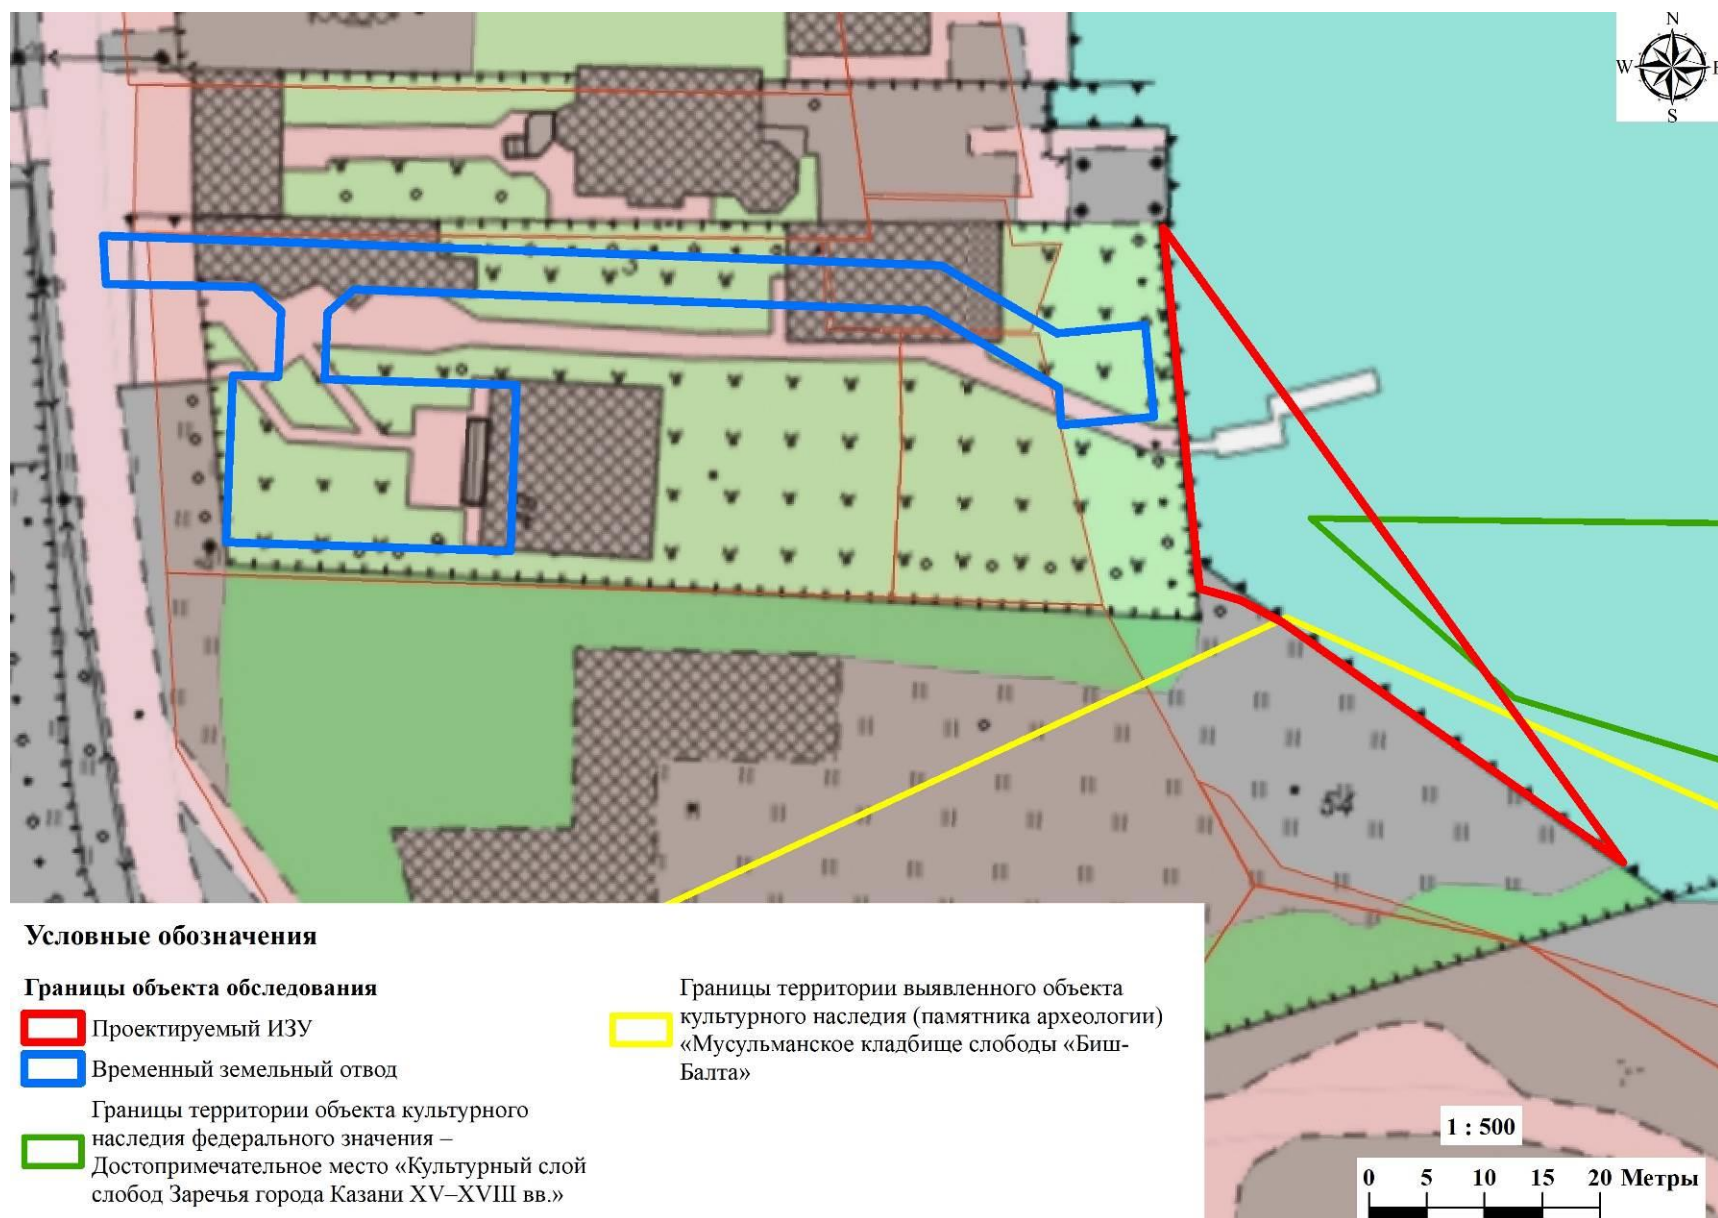 N
W
E
S
3
54
Условные обозначения
Границы объекта обследования
Проектируемый ИЗУ
Временный земельный отвод
Границы территории объекта культурного
наследия федерального значения –
Достопримечательное место «Культурный слой
слобод Заречья города Казани XV–XVIII вв.»
Границы территории выявленного объекта
культурного наследия (памятника археологии)
«Мусульманское кладбище слободы «Биш-
Балта»
1 : 500
0 5 10 15 20 Метры